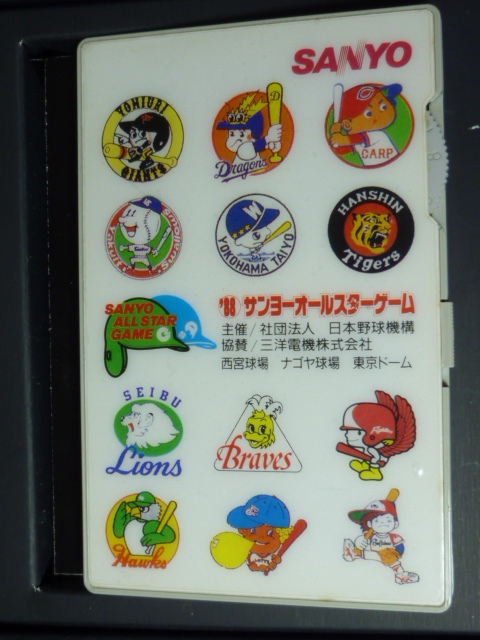 SANYO
YOMIURI
GIANTS
D
Dragons
C
CARP
Yakult
Swallows
W
YOKOHAMA TAIYO
HANSHIN
Tigers
SANYO
ALL STAR
GAME
'88 サンヨーオールスターゲーム
主催/社団法人 日本野球機構
協賛/三洋電機株式会社
西宮球場 ナゴヤ球場 東京ドーム
SEIBU
Lions
Braves
Fighters
Hawks